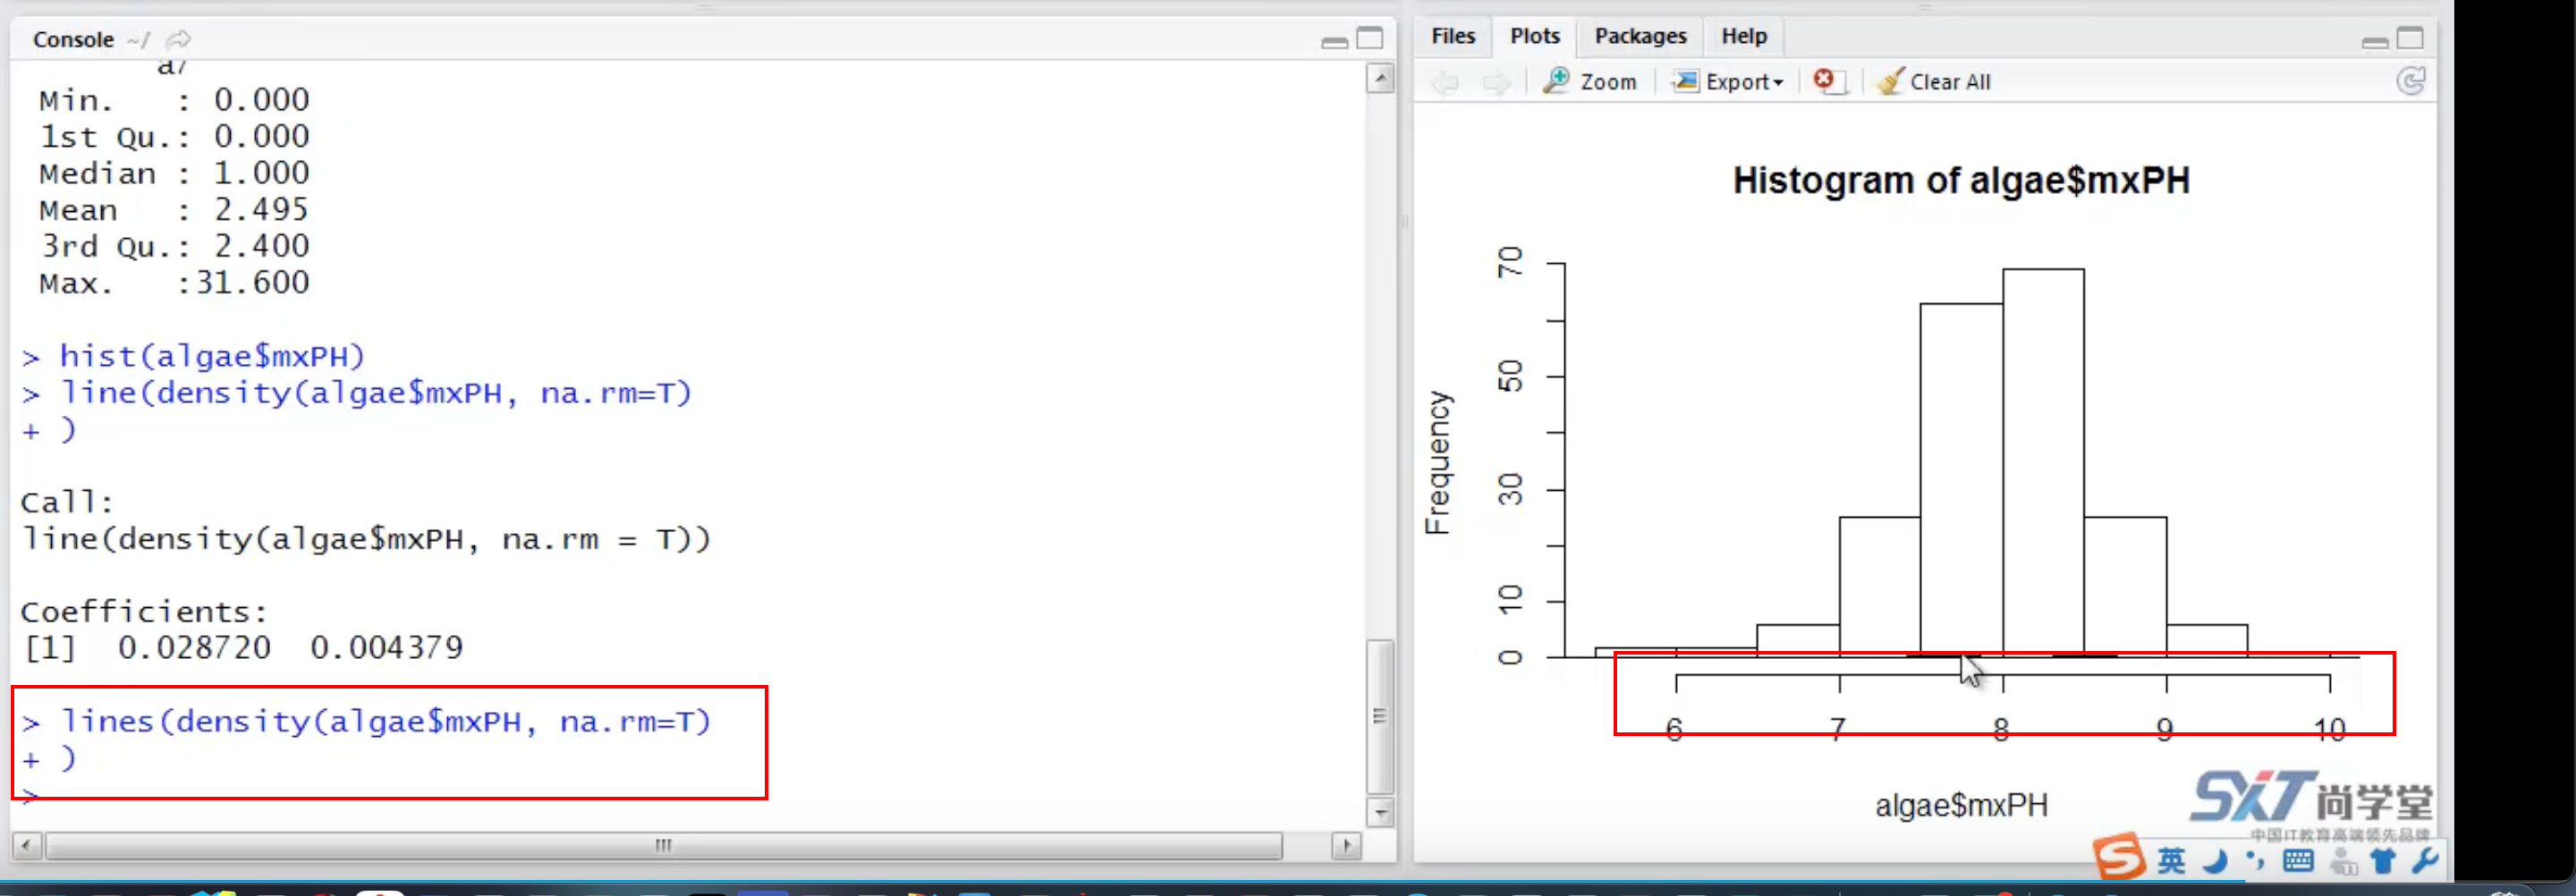 Console ~/
a7
Min. : 0.000
1st Qu.: 0.000
Median : 1.000
Mean : 2.495
3rd Qu.: 2.400
Max. :31.600
> hist(algae$mxPH)
> line(density(algae$mxPH, na.rm=T)
+ )
Call:
line(density(algae$mxPH, na.rm = T))
Coefficients:
[1] 0.028720 0.004379
> lines(density(algae$mxPH, na.rm=T)
+ )
>
Files Plots Packages Help
Zoom Export Clear All
Histogram of algae$mxPH
Frequency
70
50
30
10
0
6 7 8 9 10
algae$mxPH
SXT尚学堂
中国IT教育高端领先品牌
S英